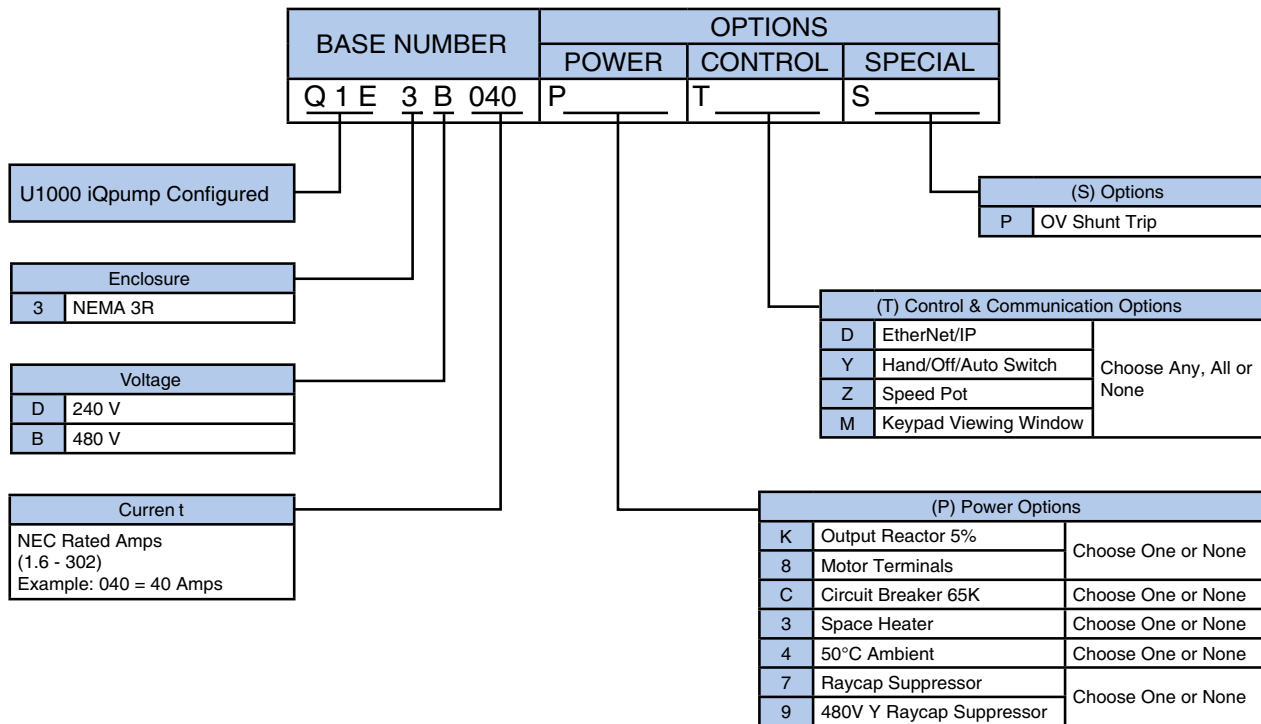 BASE NUMBER
OPTIONS
POWER CONTROL SPECIAL
Q 1 E 3 B 040 P T S
U1000 iQpump Configured
Enclosure
3 NEMA 3R
Voltage
D 240 V
B 480 V
Curren t
NEC Rated Amps
(1.6 - 302)
Example: 040 = 40 Amps
(S) Options
P OV Shunt Trip
(T) Control & Communication Options
D EtherNet/IP
Y Hand/Off/Auto Switch
Z Speed Pot
M Keypad Viewing Window
Choose Any, All or
None
(P) Power Options
K Output Reactor 5%
8 Motor Terminals
Choose One or None
C Circuit Breaker 65K Choose One or None
3 Space Heater Choose One or None
4 50°C Ambient Choose One or None
7 Raycap Suppressor
9 480V Y Raycap Suppressor
Choose One or None